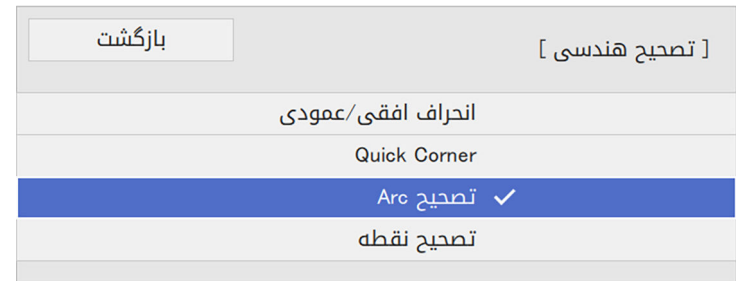 بازگشت
[ تصحیح هندسی ]
انحراف افقی/عمودی
Quick Corner
تصحیح Arc
تصحیح نقطه